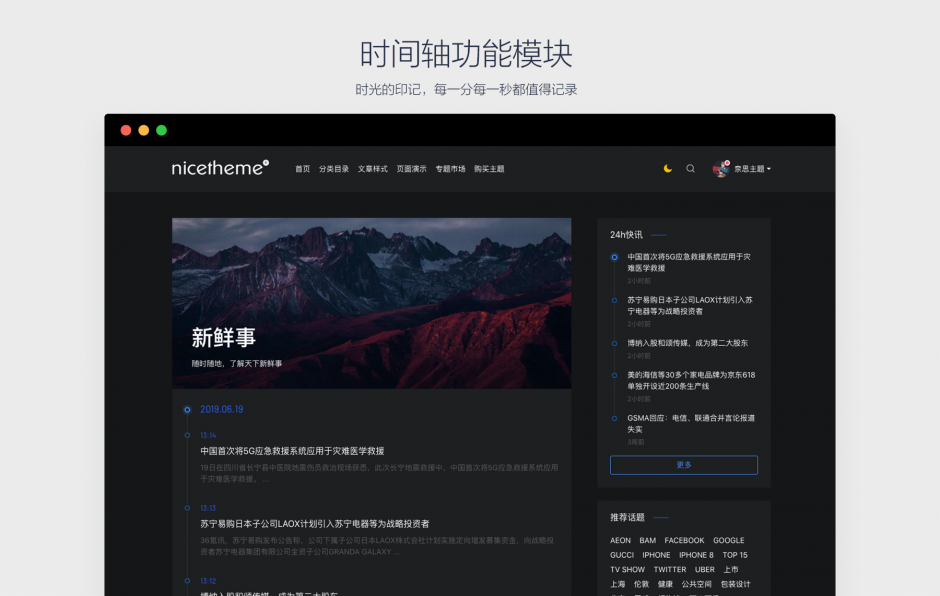 时间轴功能模块
时光的印记，每一分每一秒都值得记录
nicetheme
首页 分类目录 文章样式 页面演示 专题市场 购买主题
奈思主题
新鲜事
随时随地，了解天下新鲜事
2019.06.19
13:14
中国首次将5G应急救援系统应用于灾难医学救援
19日在四川省长宁县中医院地震伤员救治现场获悉，此次长宁地震救援中，中国首次将5G应急救援系统应用
于灾难医学救援。 ...
13:13
苏宁易购日本子公司LAOX计划引入苏宁电器等为战略投资者
36氪讯，苏宁易购发布公告称，公司下属子公司日本LAOX株式会社计划实施定向增发募集资金，向战略投
资者苏宁电器集团有限公司全资子公司GRANDA GALAXY ...
13:12
博纳入股和颂传媒，成为第二大股东
24h快讯
中国首次将5G应急救援系统应用于灾
难医学救援
2小时前
苏宁易购日本子公司LAOX计划引入苏
宁电器等为战略投资者
2小时前
博纳入股和颂传媒，成为第二大股东
2小时前
美的海信等30多个家电品牌为京东618
单独开设近200条生产线
2小时前
GSMA回应：电信、联通合并言论报道
失实
3周前
更多
推荐话题
AEON BAM FACEBOOK GOOGLE
GUCCI IPHONE IPHONE 8 TOP 15
TV SHOW TWITTER UBER 上市
上海 伦敦 健康 公共空间 包装设计